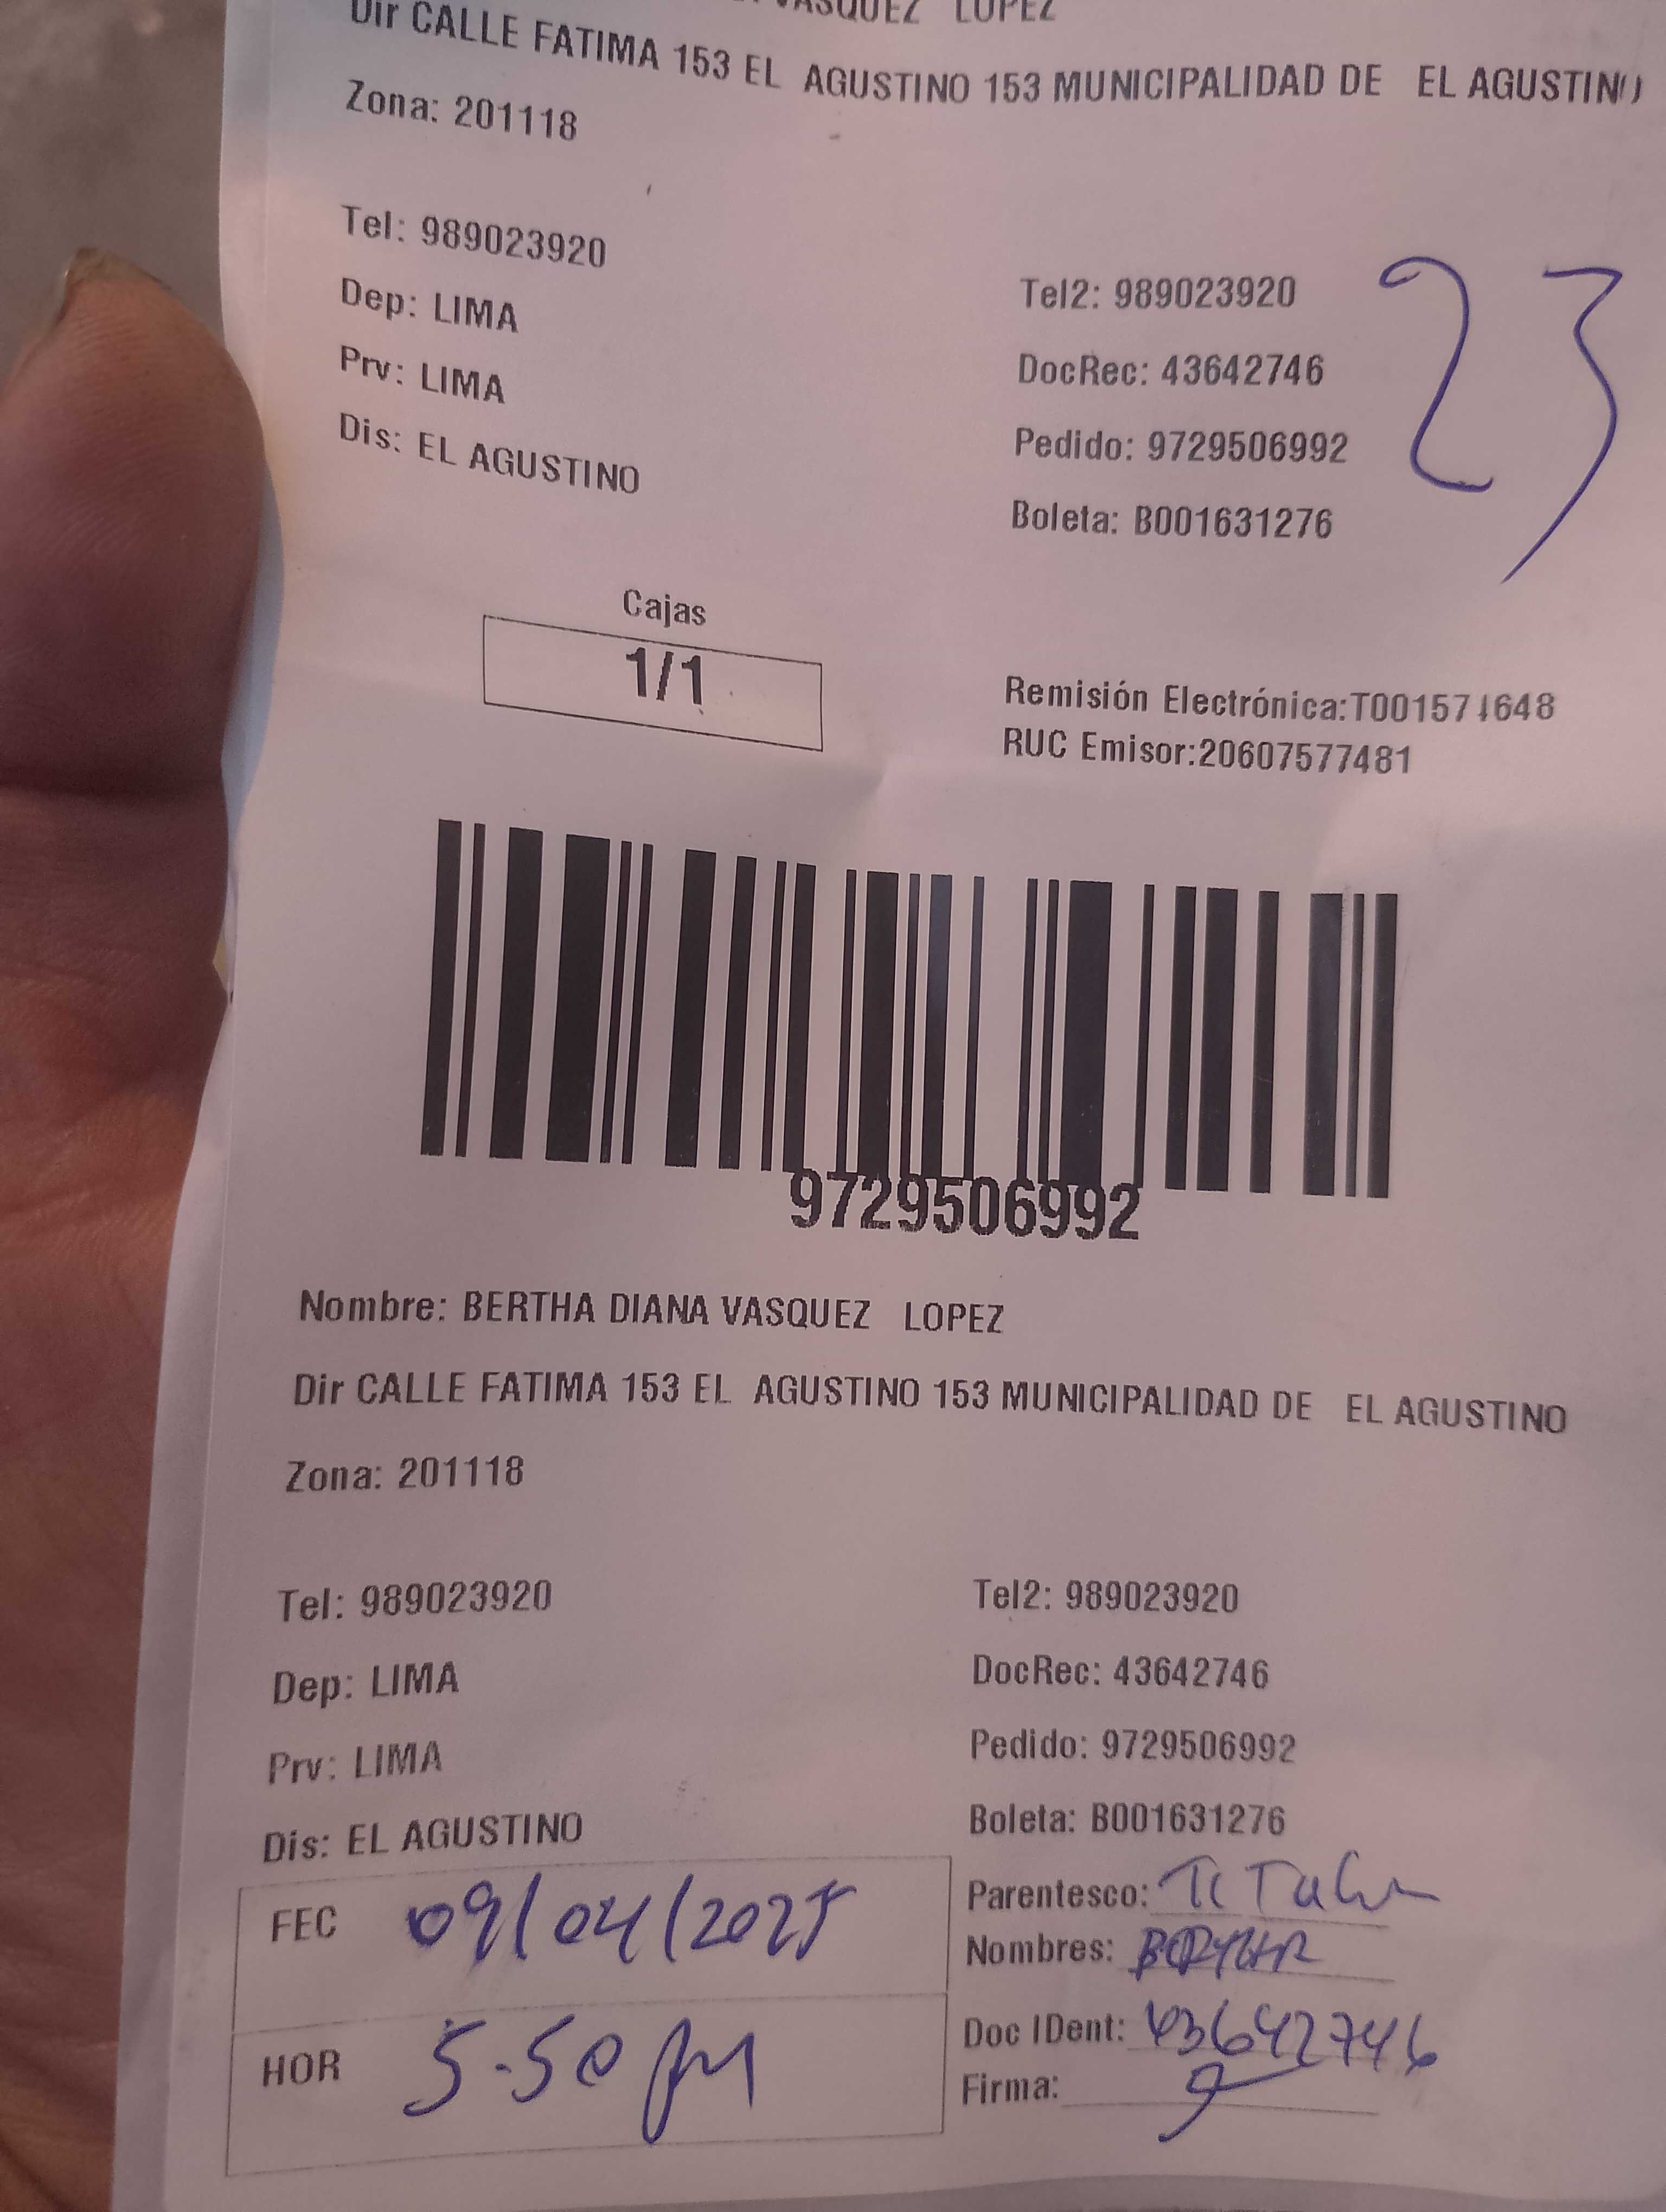 VASQUEZ LOPEZ
Dir CALLE FATIMA 153 EL AGUSTINO 153 MUNICIPALIDAD DE EL AGUSTINO
Zona: 201118
Tel: 989023920
Tel2: 989023920
23
Dep: LIMA
DocRec: 43642746
Prv: LIMA
Pedido: 9729506992
Dis: EL AGUSTINO
Boleta: B001631276
Cajas
1/1
Remisión Electrónica:T001574648
RUC Emisor:20607577481
9729506992
Nombre: BERTHA DIANA VASQUEZ LOPEZ
Dir CALLE FATIMA 153 EL AGUSTINO 153 MUNICIPALIDAD DE EL AGUSTINO
Zona: 201118
Tel: 989023920
Tel2: 989023920
Dep: LIMA
DocRec: 43642746
Prv: LIMA
Pedido: 9729506992
Dis: EL AGUSTINO
Boleta: B001631276
FEC 09/04/2025
Parentesco:
Nombres:
HOR 5.50 pm
Doc IDent: 43642746
Firma: